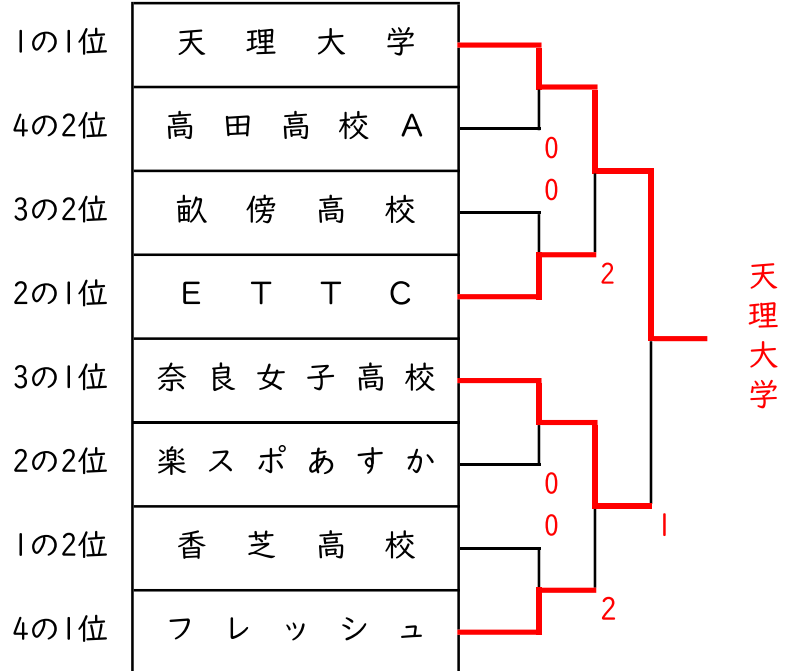 1の1位 天理大学
4の2位 高田高校A
0
0
3の2位 畝傍高校
2
2の1位 ETTC
天理大学
3の1位 奈良女子高校
2の2位 楽スポあすか
0
0
1
1の2位 香芝高校
2
4の1位 フレッシュ